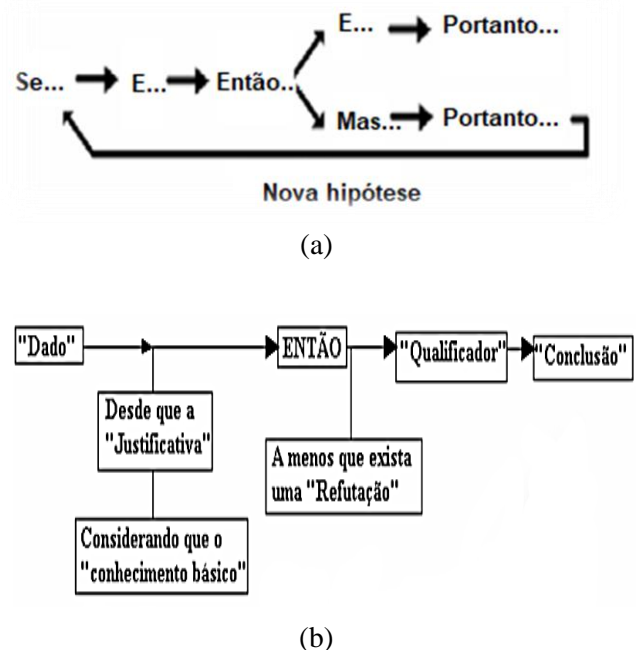 E... Portanto...
Se... E... Então...
Mas... Portanto...
Nova hipótese
(a)
"Dado" ENTÃO "Qualificador" "Conclusão"
Desde que a
"Justificativa"
A menos que exista
uma "Refutação"
Considerando que o
"conhecimento básico"
(b)